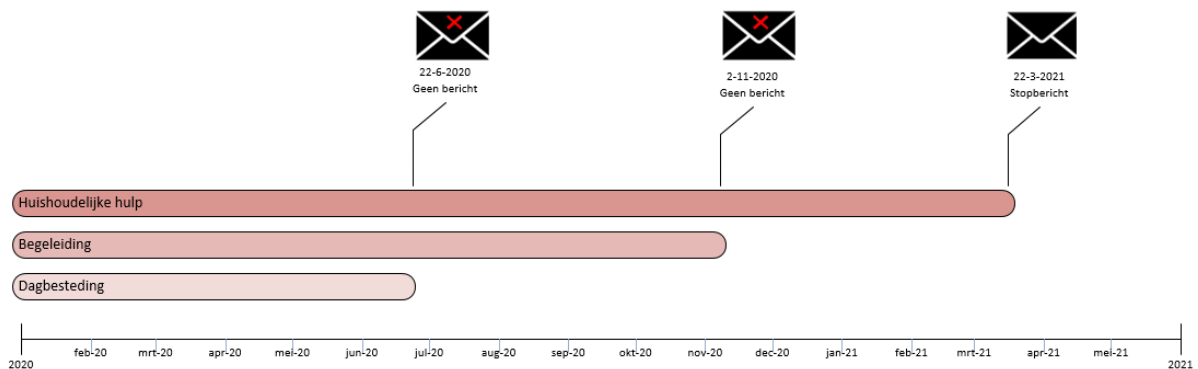 22-6-2020
Geen bericht
2-11-2020
Geen bericht
22-3-2021
Stopbericht
Huishoudelijke hulp
Begeleiding
Dagbesteding
feb-20 mrt-20 apr-20 mei-20 jun-20 jul-20 aug-20 sep-20 okt-20 nov-20 dec-20 jan-21 feb-21 mrt-21 apr-21 mei-21
2020 2021